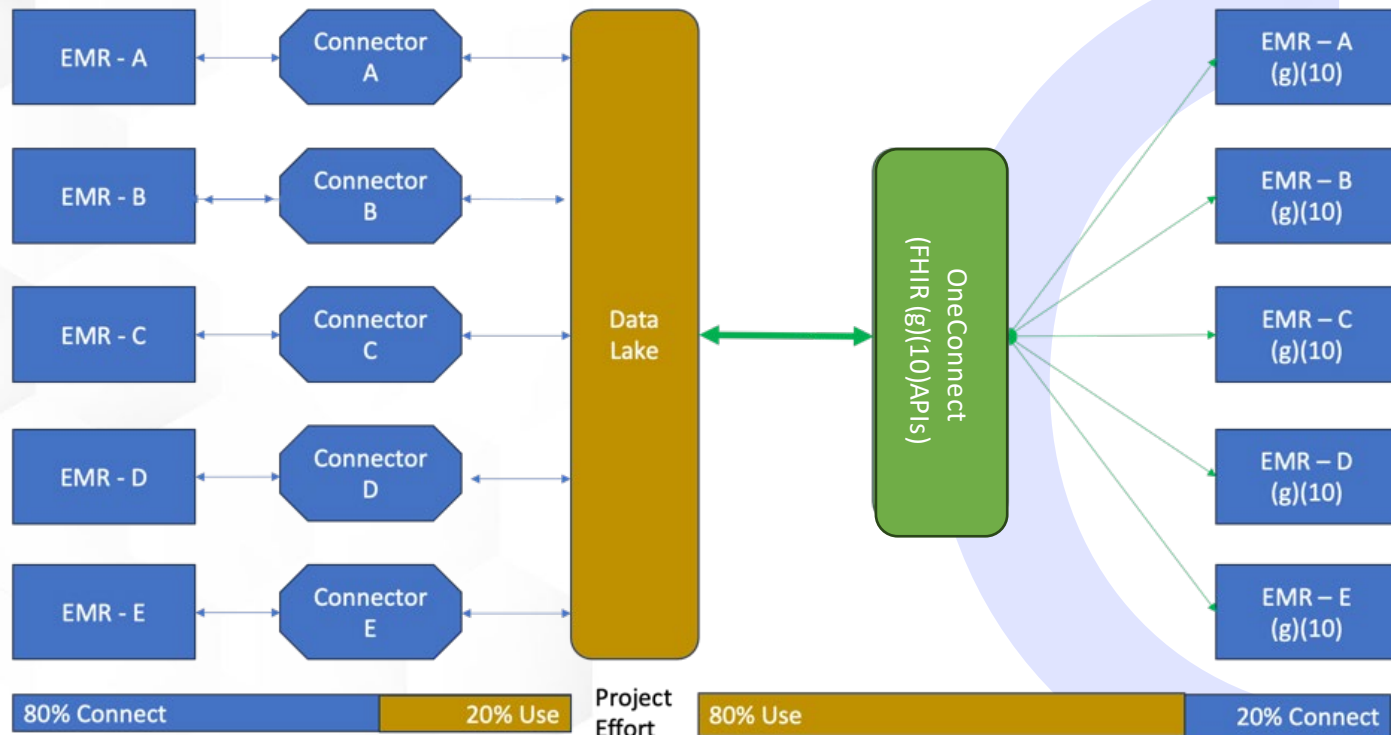 EMR - A
Connector
A
EMR – A
(g)(10)
EMR - B
Connector
B
EMR – B
(g)(10)
EMR - C
Connector
C
Data
Lake
OneConnect
(FHIR (g)(10)APIs)
EMR – C
(g)(10)
EMR - D
Connector
D
EMR – D
(g)(10)
EMR - E
Connector
E
EMR – E
(g)(10)
80% Connect
20% Use
Project
Effort
80% Use
20% Connect